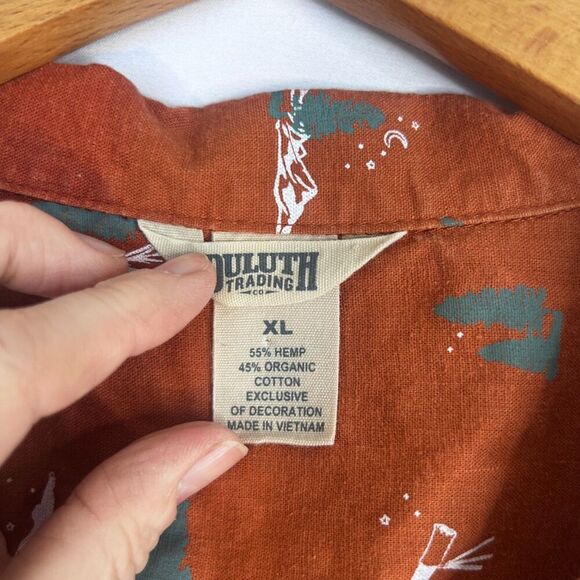 DULUTH
TRADING
CO
XL
55% HEMP
45% ORGANIC
COTTON
EXCLUSIVE
OF DECORATION
MADE IN VIETNAM